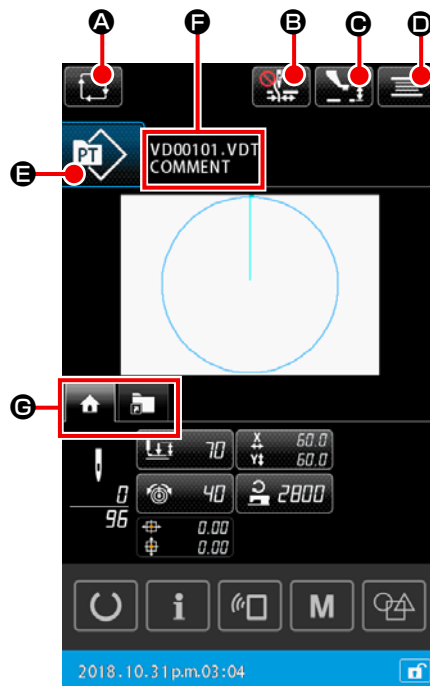 A F B C D
E PT VD00101.VDT
COMMENT
G
70 X 60.0
Y 60.0
0 40 2800
96 0.00
0.00
i M
2018.10.31p.m.03:04